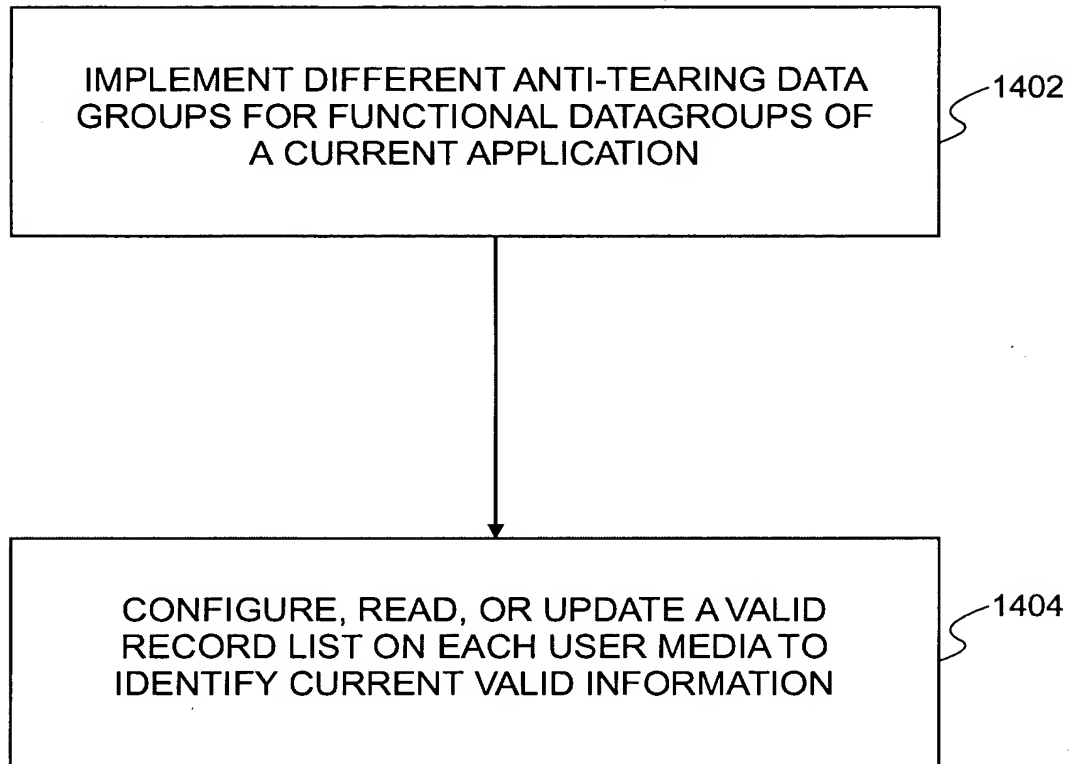 IMPLEMENT DIFFERENT ANTI-TEARING DATA
GROUPS FOR FUNCTIONAL DATAGROUPS OF
A CURRENT APPLICATION
1402
CONFIGURE, READ, OR UPDATE A VALID
RECORD LIST ON EACH USER MEDIA TO
IDENTIFY CURRENT VALID INFORMATION
1404